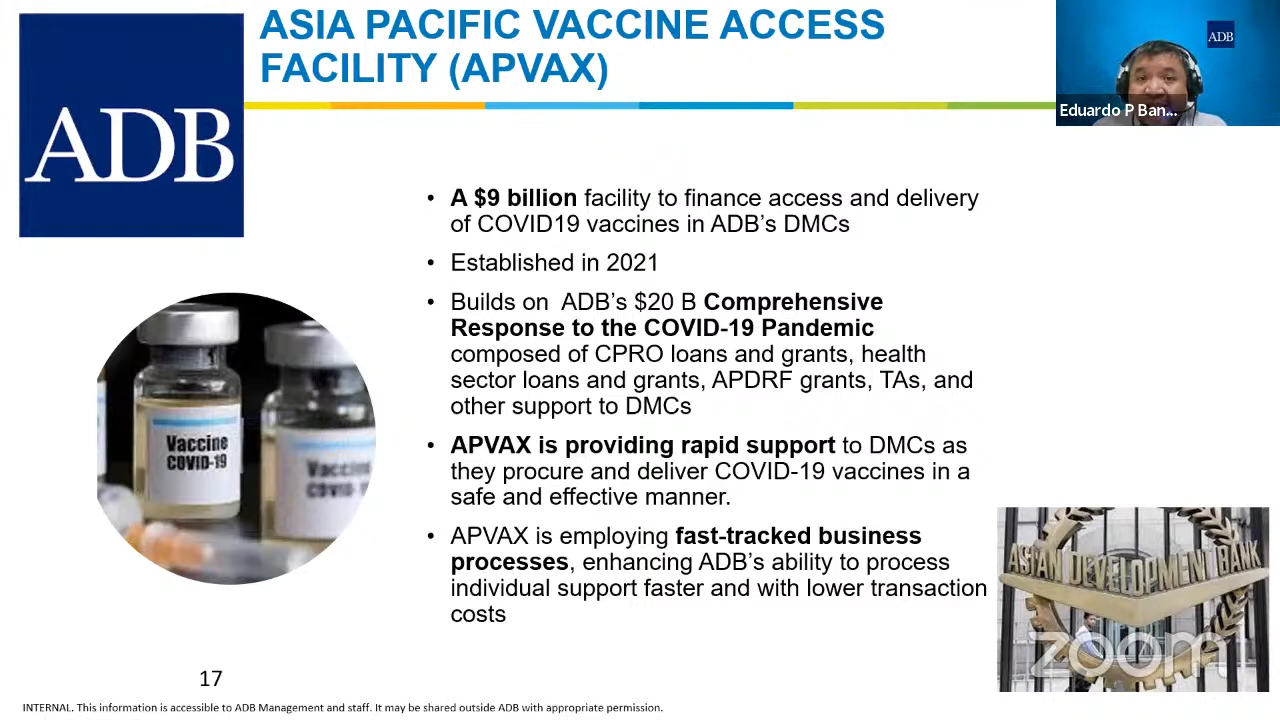 ASIA PACIFIC VACCINE ACCESS
FACILITY (APVAX)
ADB
ADB
Eduardo P Ban...
• A $9 billion facility to finance access and delivery
of COVID19 vaccines in ADB's DMCs
• Established in 2021
• Builds on ADB's $20 B Comprehensive
Response to the COVID-19 Pandemic
composed of CPRO loans and grants, health
sector loans and grants, APDRF grants, TAs, and
other support to DMCs
• APVAX is providing rapid support to DMCs as
they procure and deliver COVID-19 vaccines in a
safe and effective manner.
• APVAX is employing fast-tracked business
processes, enhancing ADB's ability to process
individual support faster and with lower transaction
costs
Vaccine
COVID-19
Vaccine
COVID-
ASIAN DEVELOPMENT BANK
zoom
17
INTERNAL. This information is accessible to ADB Management and staff. It may be shared outside ADB with appropriate permission.